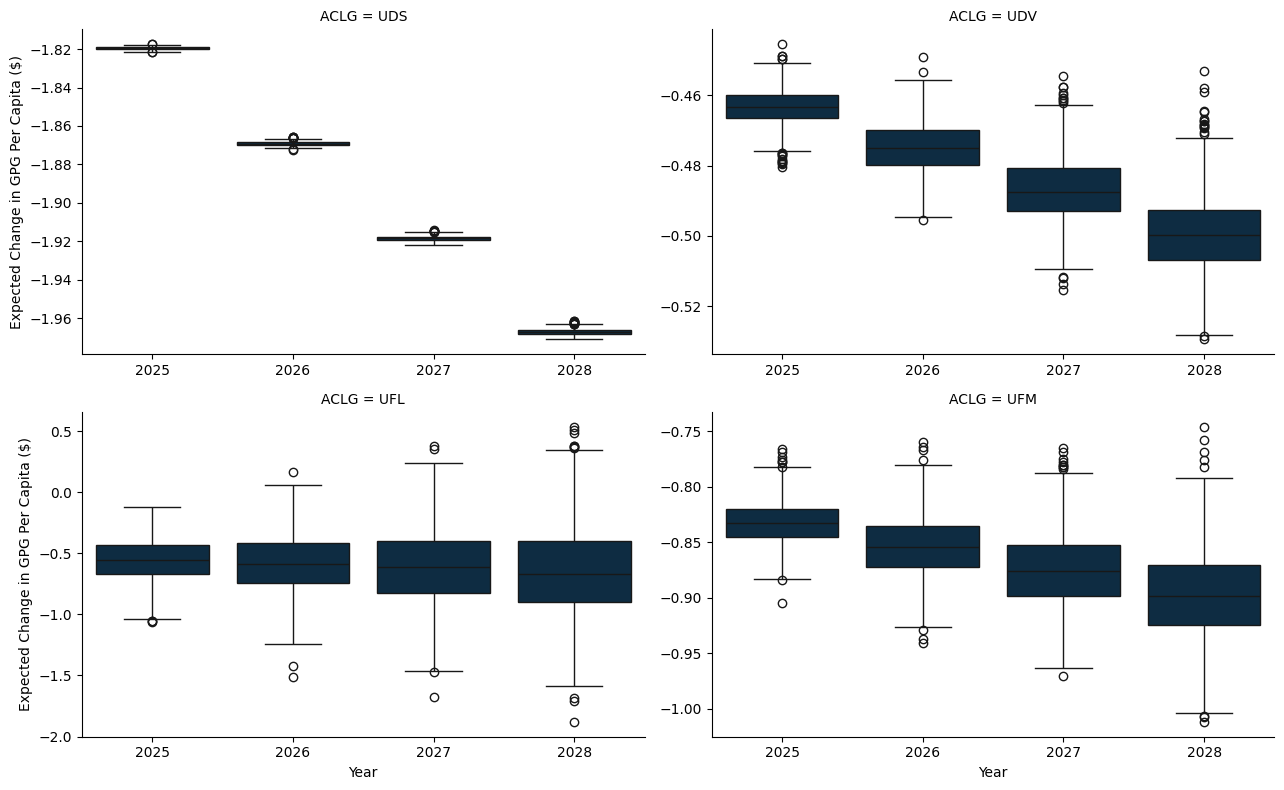 ACLG = UDS
Expected Change in GPG Per Capita ($)
−1.82
−1.84
−1.86
−1.88
−1.90
−1.92
−1.94
−1.96
2025 2026 2027 2028
ACLG = UDV
−0.46
−0.48
−0.50
−0.52
2025 2026 2027 2028
ACLG = UFL
Expected Change in GPG Per Capita ($)
0.5
0.0
−0.5
−1.0
−1.5
−2.0
2025 2026 2027 2028
Year
ACLG = UFM
−0.75
−0.80
−0.85
−0.90
−0.95
−1.00
2025 2026 2027 2028
Year